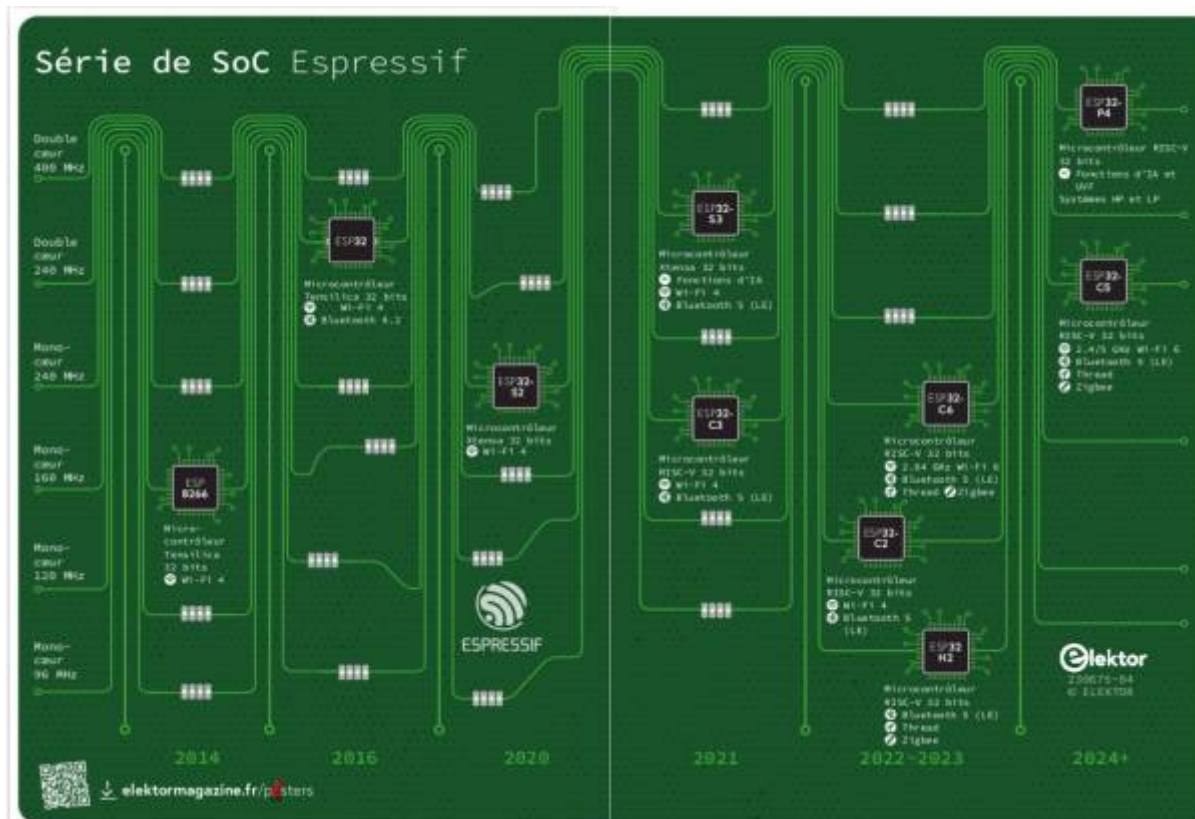 Série de SoC Espressif
Double
cœur
400 MHz
Double
cœur
240 MHz
Mono-
cœur
240 MHz
Mono-
cœur
160 MHz
Mono-
cœur
120 MHz
Mono-
cœur
96 MHz
ESP
8266
Micro-
contrôleur
Tensilica
32 bits
Wi-Fi 4
ESP32
Microcontrôleur
Tensilica 32 bits
Wi-Fi 4
Bluetooth 4.2
ESP32-
S2
Microcontrôleur
Xtensa 32 bits
Wi-Fi 4
ESPRESSIF
ESP32-
S3
Microcontrôleur
Xtensa 32 bits
Fonctions d'IA
Wi-Fi 4
Bluetooth 5 (LE)
ESP32-
C3
Microcontrôleur
RISC-V 32 bits
Wi-Fi 4
Bluetooth 5 (LE)
ESP32-
C6
Microcontrôleur
RISC-V 32 bits
GHz Wi-Fi 6
Bluetooth 5 (LE)
Thread Zigbee
ESP32-
C2
Microcontrôleur
RISC-V 32 bits
Wi-Fi 4
Bluetooth 5
(LE)
ESP32
H2
Microcontrôleur
RISC-V 32 bits
Bluetooth 5 (LE)
Thread
Zigbee
ESP32-
P4
Microcontrôleur RISC-V
32 bits
Fonctions d'IA et
Systèmes HP et LP
ESP32-
C5
Microcontrôleur
RISC-V 32 bits
2.4/5 GHz Wi-Fi 6
Bluetooth 5 (LE)
Thread
Zigbee
elektor
© ELEKTOR
2014
2016
2020
2021
2022-2023
2024+
elektormagazine.fr/posters